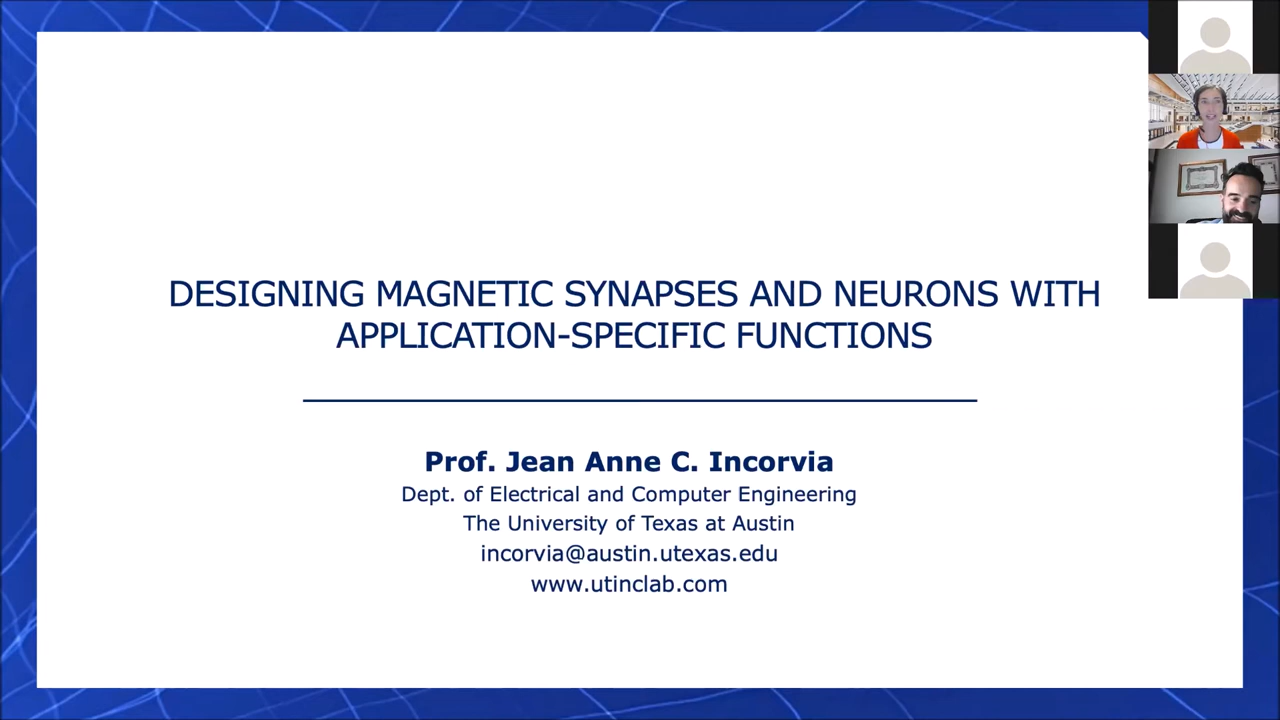 DESIGNING MAGNETIC SYNAPSES AND NEURONS WITH
APPLICATION-SPECIFIC FUNCTIONS
Prof. Jean Anne C. Incorvia
Dept. of Electrical and Computer Engineering
The University of Texas at Austin
incorvia@austin.utexas.edu
www.utinclab.com